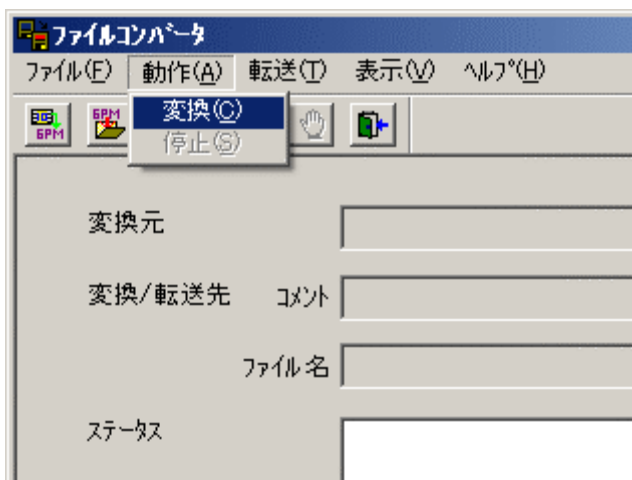 ファイルコンバータ
ファイル(F) 動作(A) 転送(T) 表示(V) ヘルプ(H)
GPM GPM
変換(C)
停止(S)
変換元
変換/転送先 コメント
ファイル名
ステータス